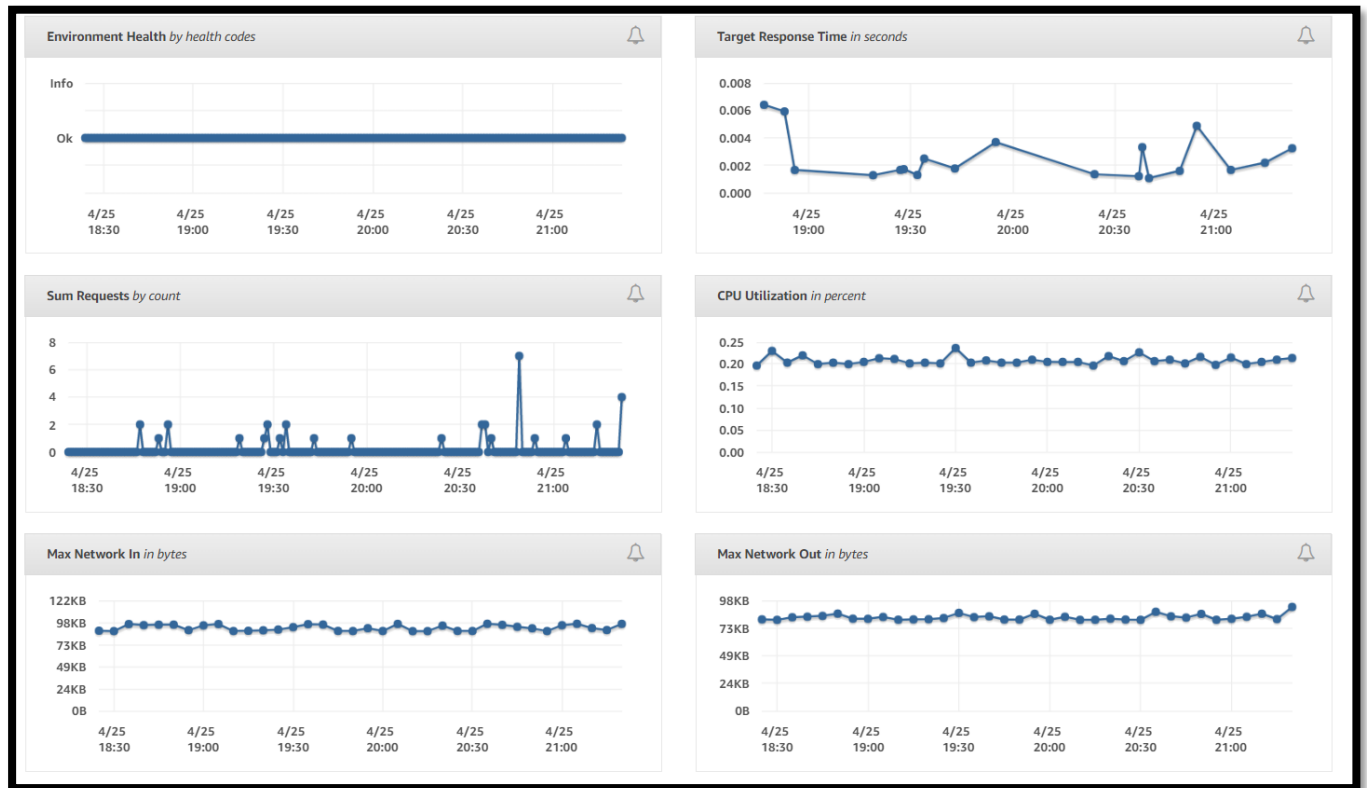 Environment Health by health codes
Info
Ok
4/25 4/25 4/25 4/25 4/25 4/25
18:30 19:00 19:30 20:00 20:30 21:00
Target Response Time in seconds
0.008
0.006
0.004
0.002
0.000
4/25 4/25 4/25 4/25 4/25
19:00 19:30 20:00 20:30 21:00
Sum Requests by count
8
6
4
2
0
4/25 4/25 4/25 4/25 4/25 4/25
18:30 19:00 19:30 20:00 20:30 21:00
CPU Utilization in percent
0.25
0.20
0.15
0.10
0.05
0.00
4/25 4/25 4/25 4/25 4/25 4/25
18:30 19:00 19:30 20:00 20:30 21:00
Max Network In in bytes
122KB
98KB
73KB
49KB
24KB
0B
4/25 4/25 4/25 4/25 4/25 4/25
18:30 19:00 19:30 20:00 20:30 21:00
Max Network Out in bytes
98KB
73KB
49KB
24KB
0B
4/25 4/25 4/25 4/25 4/25 4/25
18:30 19:00 19:30 20:00 20:30 21:00